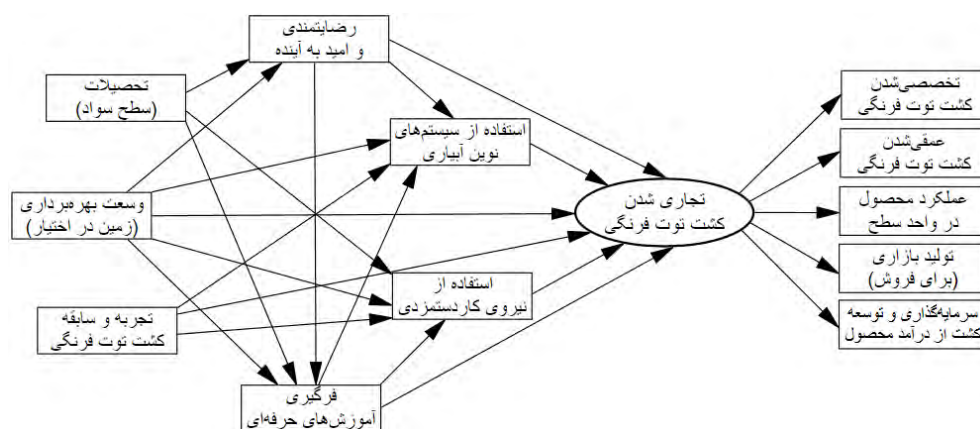 رضایتمندی
و امید به آینده
تحصیلات
(سطح سواد)
استفاده از سیستم‌های
نوین آبیاری
وسعت بهره‌برداری
(زمین در اختیار)
تجاری شدن
کشت توت فرنگی
استفاده از
نیروی کاردستمزدی
تجربه و سابقه
کشت توت فرنگی
فرگیری
آموزش‌های حرفه‌ای
تخصصی‌شدن
کشت توت فرنگی
عمقی‌شدن
کشت توت فرنگی
عملکرد محصول
در واحد سطح
تولید بازاری
(برای فروش)
سرمایه‌گذاری و توسعه
کشت از درآمد محصول